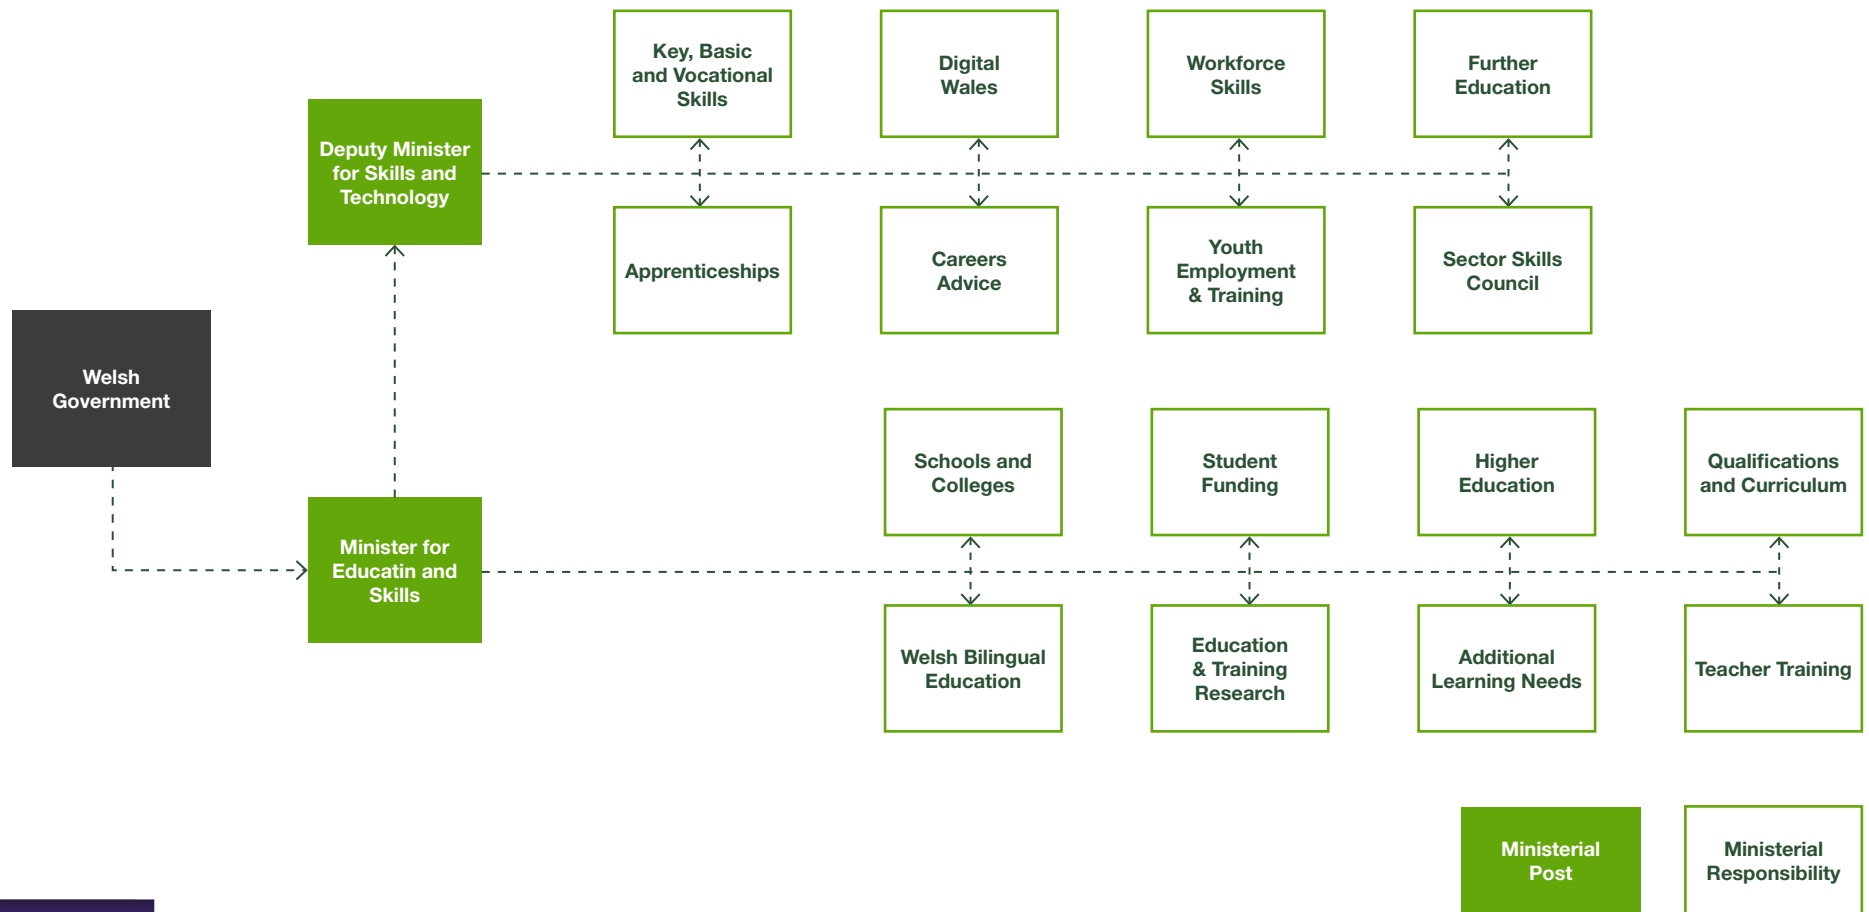 Key, Basic
and Vocational
Skills
Digital
Wales
Workforce
Skills
Further
Education
Deputy Minister
for Skills and
Technology
Apprenticeships
Careers
Advice
Youth
Employment
& Training
Sector Skills
Council
Welsh
Government
Schools and
Colleges
Student
Funding
Higher
Education
Qualifications
and Curriculum
Minister for
Educatin and
Skills
Welsh Bilingual
Education
Education
& Training
Research
Additional
Learning Needs
Teacher Training
Ministerial
Post
Ministerial
Responsibility